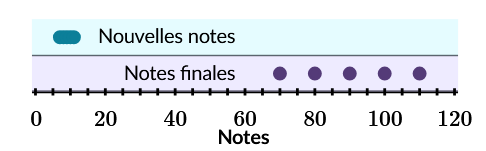 Nouvelles notes
Notes finales
0 20 40 60 80 100 120
Notes